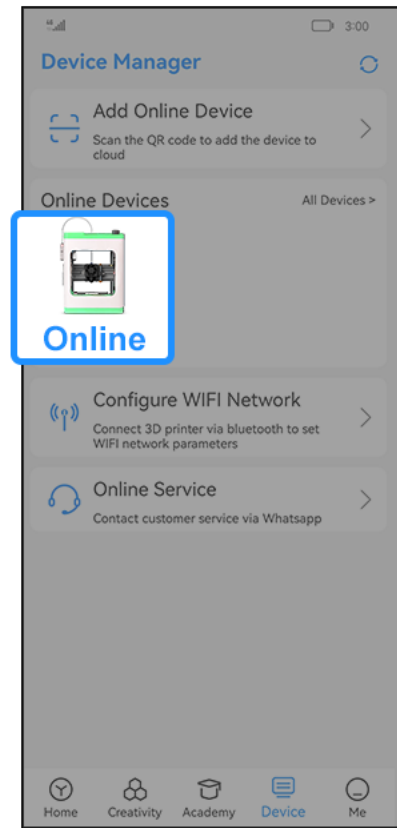 3:00
Device Manager
Add Online Device
Scan the QR code to add the device to
cloud
Online Devices
All Devices >
Online
Configure WIFI Network
Connect 3D printer via bluetooth to set
WIFI network parameters
Online Service
Contact customer service via Whatsapp
Home
Creativity
Academy
Device
Me